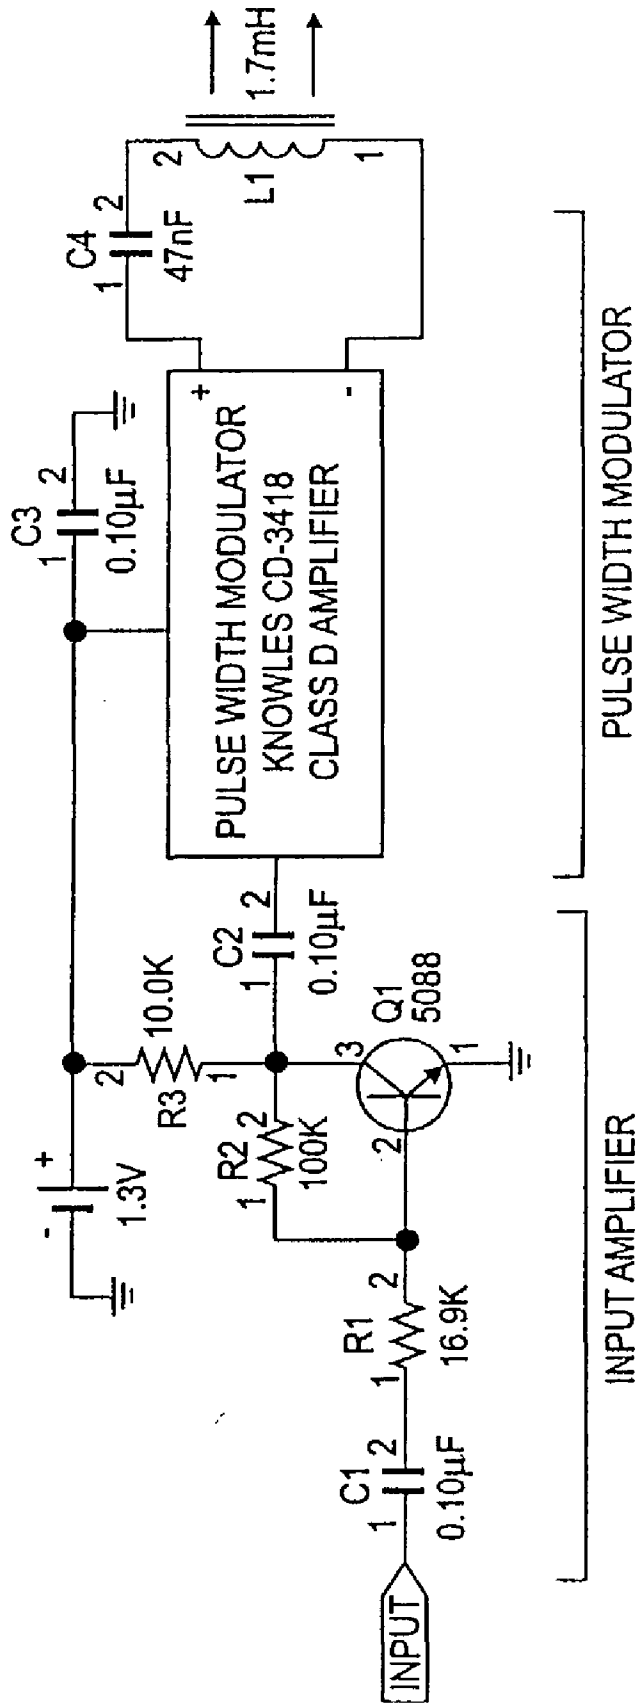 INPUT
1
C1
2
0.10µF
1
R1
2
16.9K
-
+
1.3V
1
R2
2
100K
2
10.0K
R3
1
2
3
Q1
5088
1
1
C2
2
0.10µF
C3
1
2
0.10µF
PULSE WIDTH MODULATOR
KNOWLES CD-3418
CLASS D AMPLIFIER
+
-
C4
1
2
47nF
2
L1
1
1.7mH
INPUT AMPLIFIER
PULSE WIDTH MODULATOR